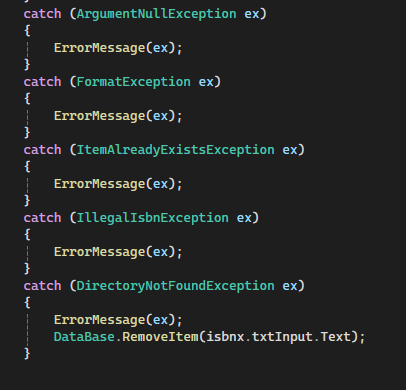 catch (ArgumentNullException ex)
{
    ErrorMessage(ex);
}
catch (FormatException ex)
{
    ErrorMessage(ex);
}
catch (ItemAlreadyExistsException ex)
{
    ErrorMessage(ex);
}
catch (IllegalIsbnException ex)
{
    ErrorMessage(ex);
}
catch (DirectoryNotFoundException ex)
{
    ErrorMessage(ex);
    DataBase.RemoveItem(isbnx.txtInput.Text);
}